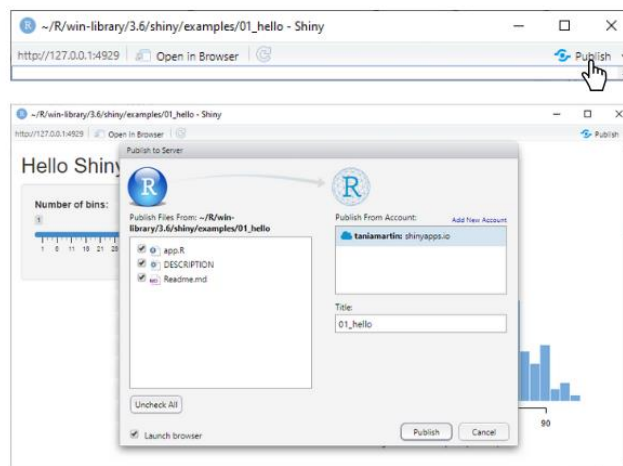 ~/R/win-library/3.6/shiny/examples/01_hello - Shiny
http://127.0.0.1:4929 Open in Browser Publish
~/R/win-library/3.6/shiny/examples/01_hello - Shiny
http://127.0.0.1:4929 Open in Browser Publish
Publish to Server
Hello Shiny
Number of bins:
1
1 6 11 16 21 26
R
R
Publish Files From: ~/R/win-
library/3.6/shiny/examples/01_hello
app.R
DESCRIPTION
Readme.md
Uncheck All
Launch browser
Publish From Account: Add New Account
taniamartin: shinyapps.io
Title:
01_hello
Publish Cancel
90